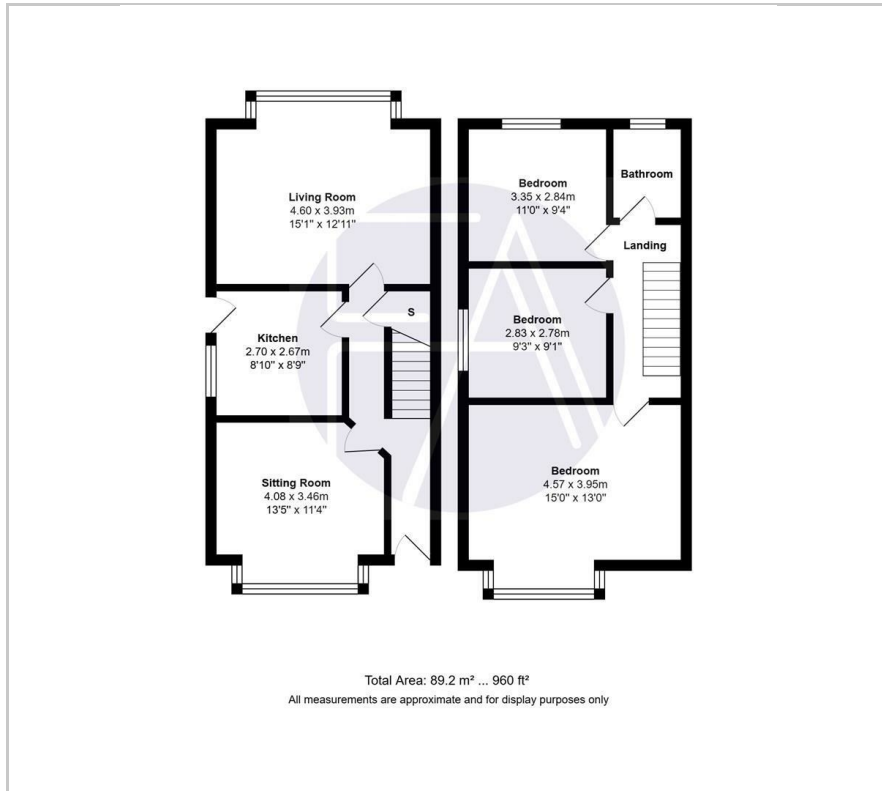 Living Room
4.60 x 3.93m
15'1" x 12'11"
S
Kitchen
2.70 x 2.67m
8'10" x 8'9"
Sitting Room
4.08 x 3.46m
13'5" x 11'4"
Bedroom
3.35 x 2.84m
11'0" x 9'4"
Bathroom
Landing
Bedroom
2.83 x 2.78m
9'3" x 9'1"
Bedroom
4.57 x 3.95m
15'0" x 13'0"
Total Area: 89.2 m² ... 960 ft²
All measurements are approximate and for display purposes only